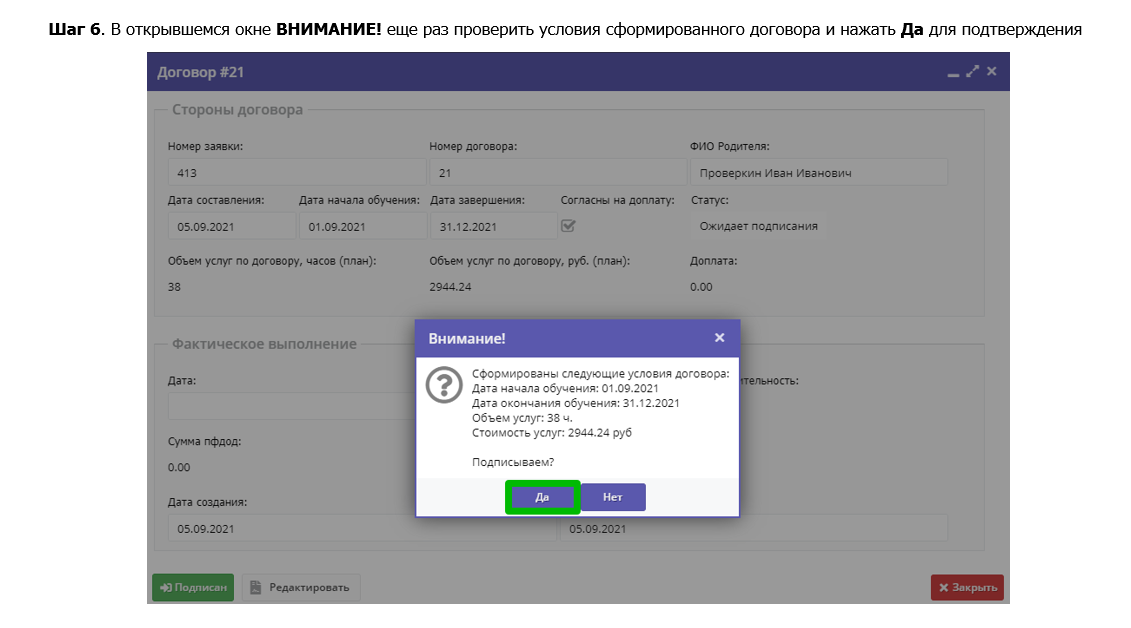 Шаг 6. В открывшемся окне ВНИМАНИЕ! еще раз проверить условия сформированного договора и нажать Да для подтверждения
Договор #21
Стороны договора
Номер заявки: Номер договора: ФИО Родителя:
413 21 Проверкин Иван Иванович
Дата составления: Дата начала обучения: Дата завершения: Согласны на доплату: Статус:
05.09.2021 01.09.2021 31.12.2021 Ожидает подписания
Объем услуг по договору, часов (план): Объем услуг по договору, руб. (план): Доплата:
38 2944.24 0.00
Фактическое выполнение
Дата:
Сумма пфдод:
0.00
Дата создания:
05.09.2021 05.09.2021
Внимание!
Сформированы следующие условия договора:
Дата начала обучения: 01.09.2021
Дата окончания обучения: 31.12.2021
Объем услуг: 38 ч.
Стоимость услуг: 2944.24 руб
Подписываем?
Да Нет
Подписан Редактировать Закрыть